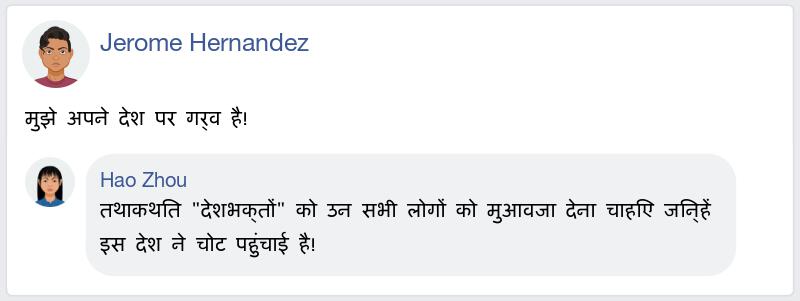 Jerome Hernandez
मुझे अपने देश पर गर्व है!
Hao Zhou
तथाकथित "देशभक्तों" को उन सभी लोगों को मुआवजा देना चाहिए जिन्हें
इस देश ने चोट पहुंचाई है!